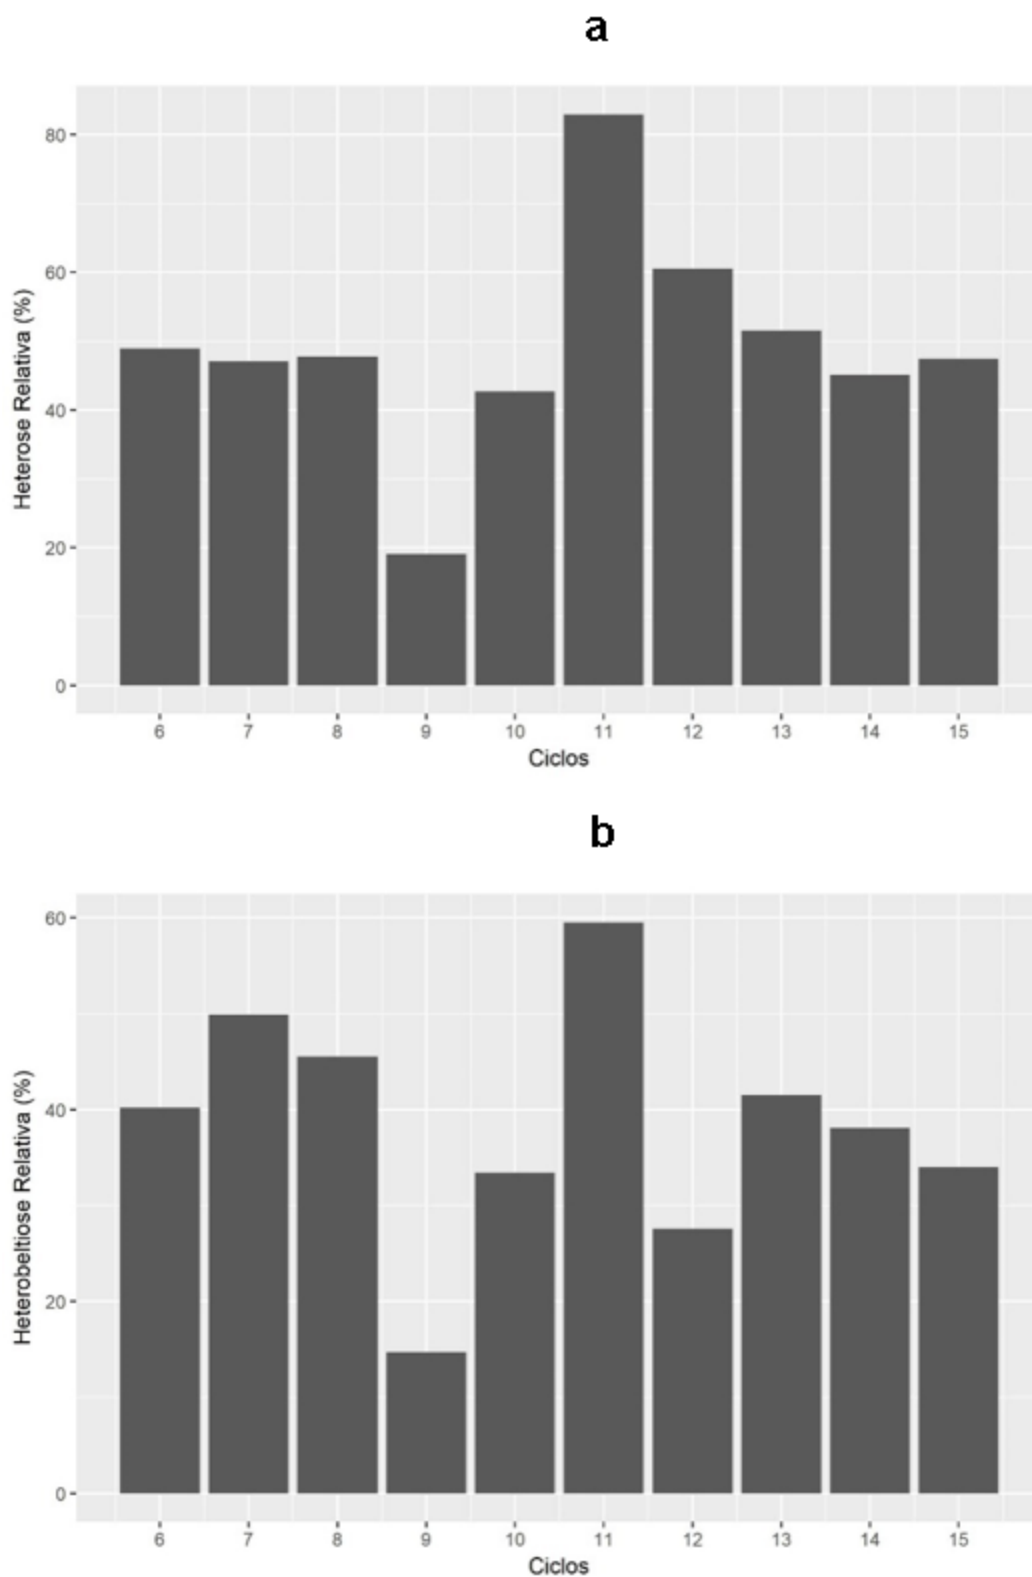 a
Heterose Relativa (%)
80
60
40
20
0
6 7 8 9 10 11 12 13 14 15
Ciclos
b
Heterobeltiose Relativa (%)
60
40
20
0
6 7 8 9 10 11 12 13 14 15
Ciclos